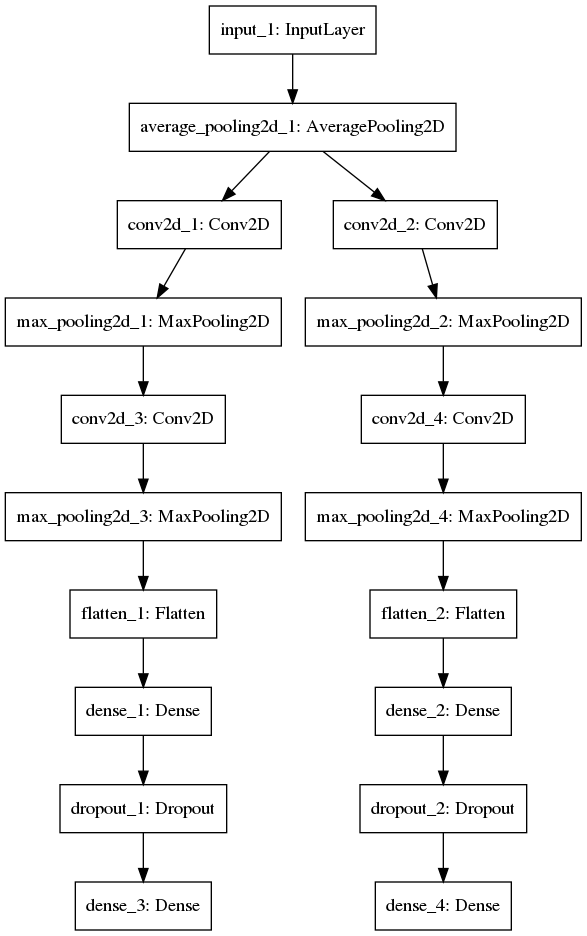 input_1: InputLayer
average_pooling2d_1: AveragePooling2D
conv2d_1: Conv2D
conv2d_2: Conv2D
max_pooling2d_1: MaxPooling2D
max_pooling2d_2: MaxPooling2D
conv2d_3: Conv2D
conv2d_4: Conv2D
max_pooling2d_3: MaxPooling2D
max_pooling2d_4: MaxPooling2D
flatten_1: Flatten
flatten_2: Flatten
dense_1: Dense
dense_2: Dense
dropout_1: Dropout
dropout_2: Dropout
dense_3: Dense
dense_4: Dense